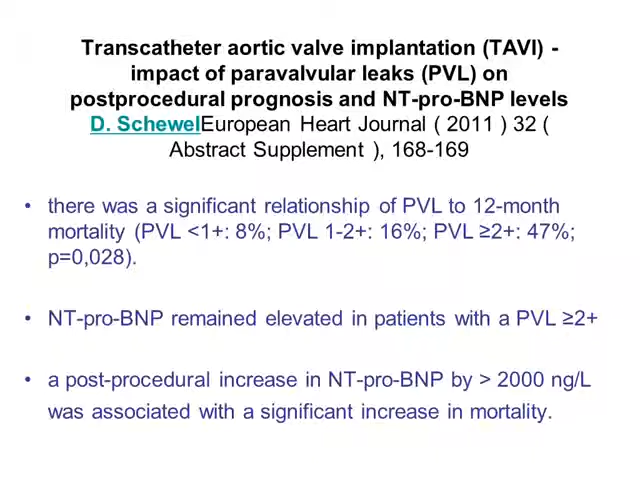 Transcatheter aortic valve implantation (TAVI) -
impact of paravalvular leaks (PVL) on
postprocedural prognosis and NT-pro-BNP levels
D. SchewelEuropean Heart Journal ( 2011 ) 32 (
Abstract Supplement ), 168-169
• there was a significant relationship of PVL to 12-month
mortality (PVL <1+: 8%; PVL 1-2+: 16%; PVL ≥2+: 47%;
p=0,028).
• NT-pro-BNP remained elevated in patients with a PVL ≥2+
• a post-procedural increase in NT-pro-BNP by > 2000 ng/L
was associated with a significant increase in mortality.